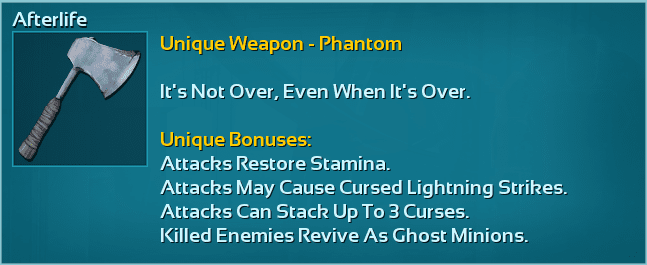 Afterlife
Unique Weapon - Phantom
It's Not Over, Even When It's Over.
Unique Bonuses:
Attacks Restore Stamina.
Attacks May Cause Cursed Lightning Strikes.
Attacks Can Stack Up To 3 Curses.
Killed Enemies Revive As Ghost Minions.